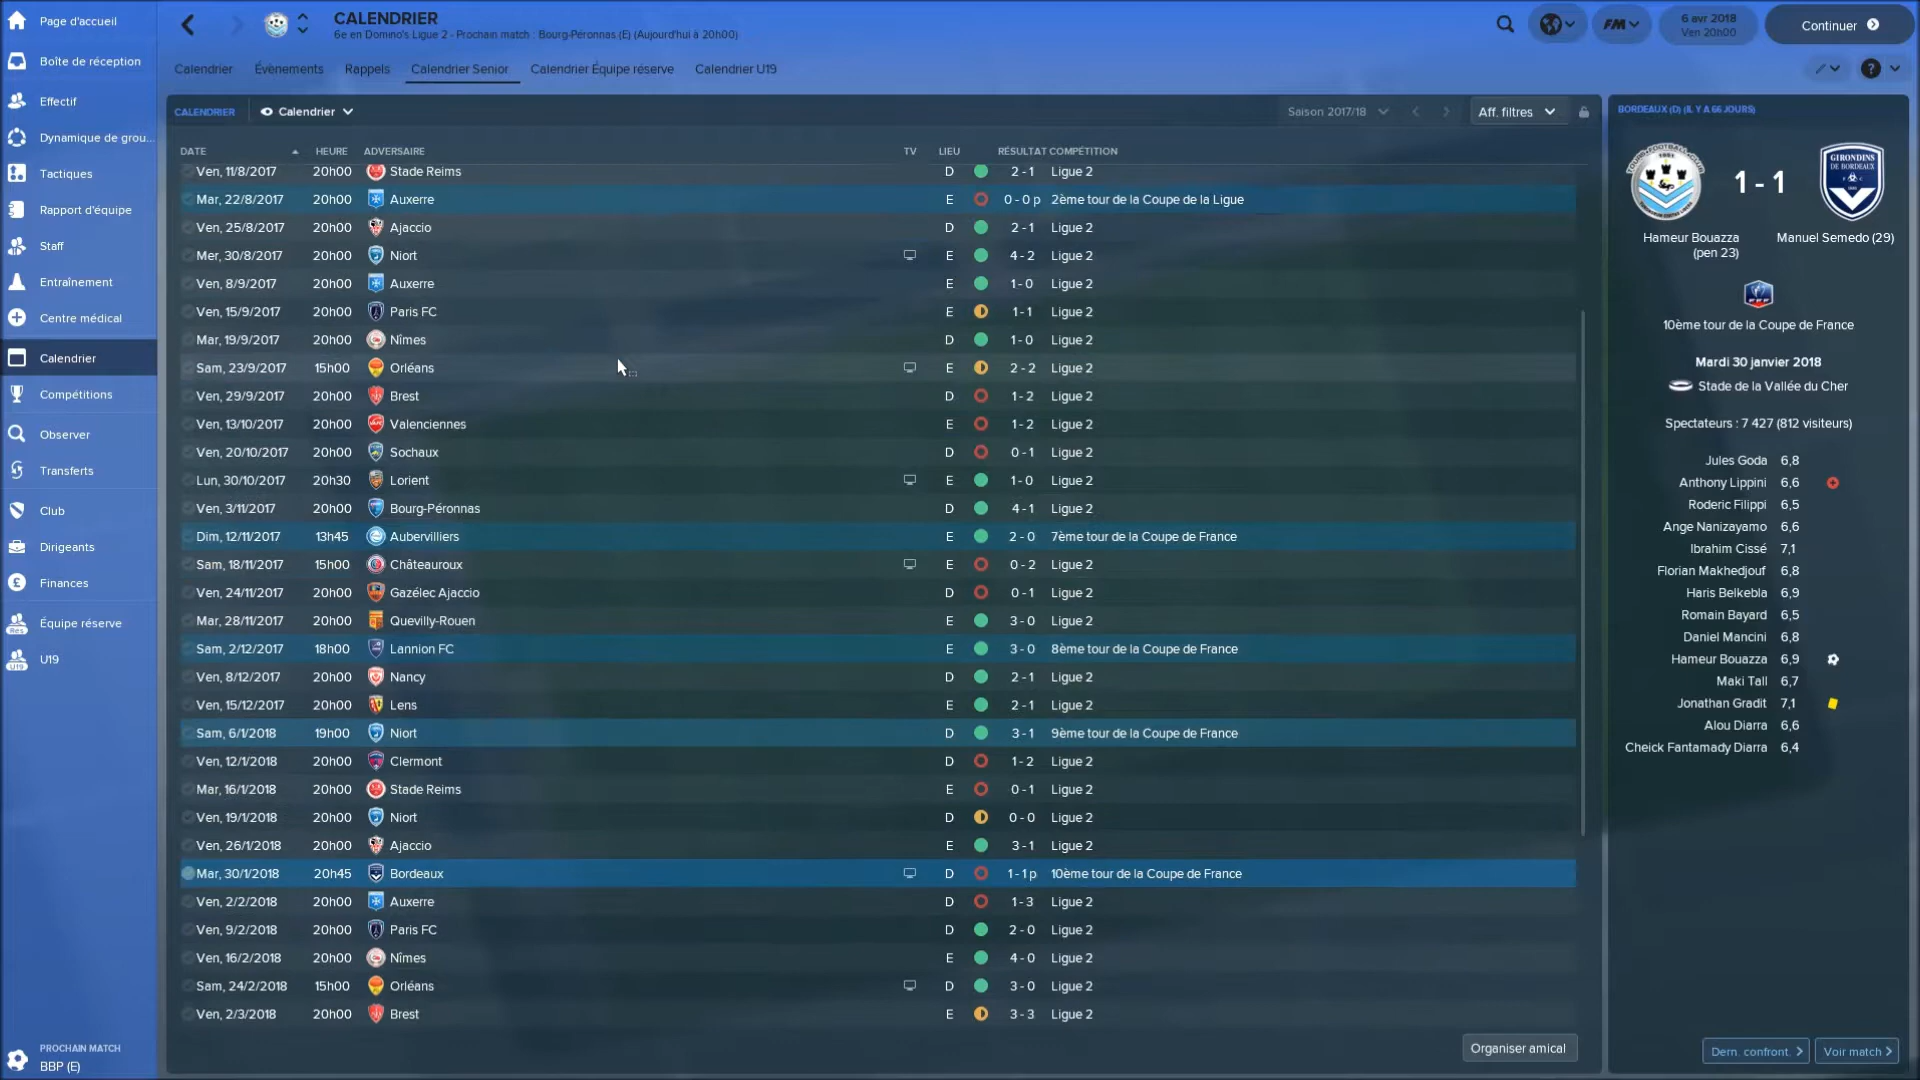 Page d'accueil
Boîte de réception
Effectif
Dynamique de grou...
Tactiques
Rapport d'équipe
Staff
Entraînement
Centre médical
Calendrier
Compétitions
Observer
Transferts
Club
Dirigeants
Finances
Équipe réserve
U19
PROCHAIN MATCH
BBP (E)
CALENDRIER
6e en Domino's Ligue 2 - Prochain match : Bourg-Péronnas (E) (Aujourd'hui à 20h00)
FM
6 avr 2018
Ven 20h00
Continuer
Calendrier Évènements Rappels Calendrier Senior Calendrier Équipe réserve Calendrier U19
CALENDRIER Calendrier Saison 2017/18 Aff. filtres
DATE HEURE ADVERSAIRE TV LIEU RÉSULTAT COMPÉTITION
Ven, 11/8/2017 20h00 Stade Reims D 2 - 1 Ligue 2
Mar, 22/8/2017 20h00 Auxerre E 0 - 0 p 2ème tour de la Coupe de la Ligue
Ven, 25/8/2017 20h00 Ajaccio D 2 - 1 Ligue 2
Mer, 30/8/2017 20h00 Niort E 4 - 2 Ligue 2
Ven, 8/9/2017 20h00 Auxerre E 1 - 0 Ligue 2
Ven, 15/9/2017 20h00 Paris FC E 1 - 1 Ligue 2
Mar, 19/9/2017 20h00 Nîmes D 1 - 0 Ligue 2
Sam, 23/9/2017 15h00 Orléans E 2 - 2 Ligue 2
Ven, 29/9/2017 20h00 Brest D 1 - 2 Ligue 2
Ven, 13/10/2017 20h00 Valenciennes E 1 - 2 Ligue 2
Ven, 20/10/2017 20h00 Sochaux D 0 - 1 Ligue 2
Lun, 30/10/2017 20h30 Lorient E 1 - 0 Ligue 2
Ven, 3/11/2017 20h00 Bourg-Péronnas D 4 - 1 Ligue 2
Dim, 12/11/2017 13h45 Aubervilliers E 2 - 0 7ème tour de la Coupe de France
Sam, 18/11/2017 15h00 Châteauroux E 0 - 2 Ligue 2
Ven, 24/11/2017 20h00 Gazélec Ajaccio D 0 - 1 Ligue 2
Mar, 28/11/2017 20h00 Quevilly-Rouen E 3 - 0 Ligue 2
Sam, 2/12/2017 18h00 Lannion FC E 3 - 0 8ème tour de la Coupe de France
Ven, 8/12/2017 20h00 Nancy D 2 - 1 Ligue 2
Ven, 15/12/2017 20h00 Lens E 2 - 1 Ligue 2
Sam, 6/1/2018 19h00 Niort D 3 - 1 9ème tour de la Coupe de France
Ven, 12/1/2018 20h00 Clermont D 1 - 2 Ligue 2
Mar, 16/1/2018 20h00 Stade Reims E 0 - 1 Ligue 2
Ven, 19/1/2018 20h00 Niort D 0 - 0 Ligue 2
Ven, 26/1/2018 20h00 Ajaccio E 3 - 1 Ligue 2
Mar, 30/1/2018 20h45 Bordeaux D 1 - 1 p 10ème tour de la Coupe de France
Ven, 2/2/2018 20h00 Auxerre D 1 - 3 Ligue 2
Ven, 9/2/2018 20h00 Paris FC D 2 - 0 Ligue 2
Ven, 16/2/2018 20h00 Nîmes E 4 - 0 Ligue 2
Sam, 24/2/2018 15h00 Orléans D 3 - 0 Ligue 2
Ven, 2/3/2018 20h00 Brest E 3 - 3 Ligue 2
Organiser amical
BORDEAUX (D) (IL Y A 66 JOURS)
1 - 1
GIRONDINS
DE BORDEAUX
Hameur Bouazza Manuel Semedo (29)
(pen 23)
10ème tour de la Coupe de France
Mardi 30 janvier 2018
Stade de la Vallée du Cher
Spectateurs : 7 427 (812 visiteurs)
Jules Goda 6,8
Anthony Lippini 6,6
Roderic Filippi 6,5
Ange Nanizayamo 6,6
Ibrahim Cissé 7,1
Florian Makhedjouf 6,8
Haris Belkebla 6,9
Romain Bayard 6,5
Daniel Mancini 6,8
Hameur Bouazza 6,9
Maki Tall 6,7
Jonathan Gradit 7,1
Alou Diarra 6,6
Cheick Fantamady Diarra 6,4
Dern. confront. Voir match